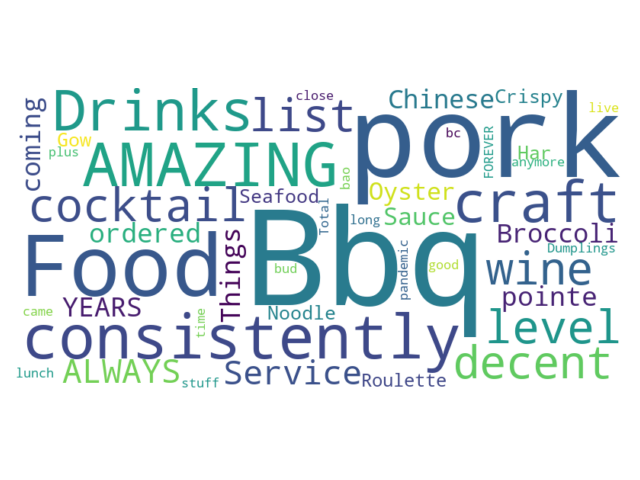 close
Drinks
list
pork
Chinese
Crispy
live
coming
Gow
plus
AMAZING
bc
FOREVER
Har
anymore
bao
cocktail
Seafood
Total
long
Oyster
Sauce
craft
ordered
Things
Broccoli
Dumplings
Food
Bbq
bud
pandemic
good
wine
pointe
came
YEARS
time
Noodle
consistently
level
lunch
ALWAYS
stuff
Service
Roulette
decent